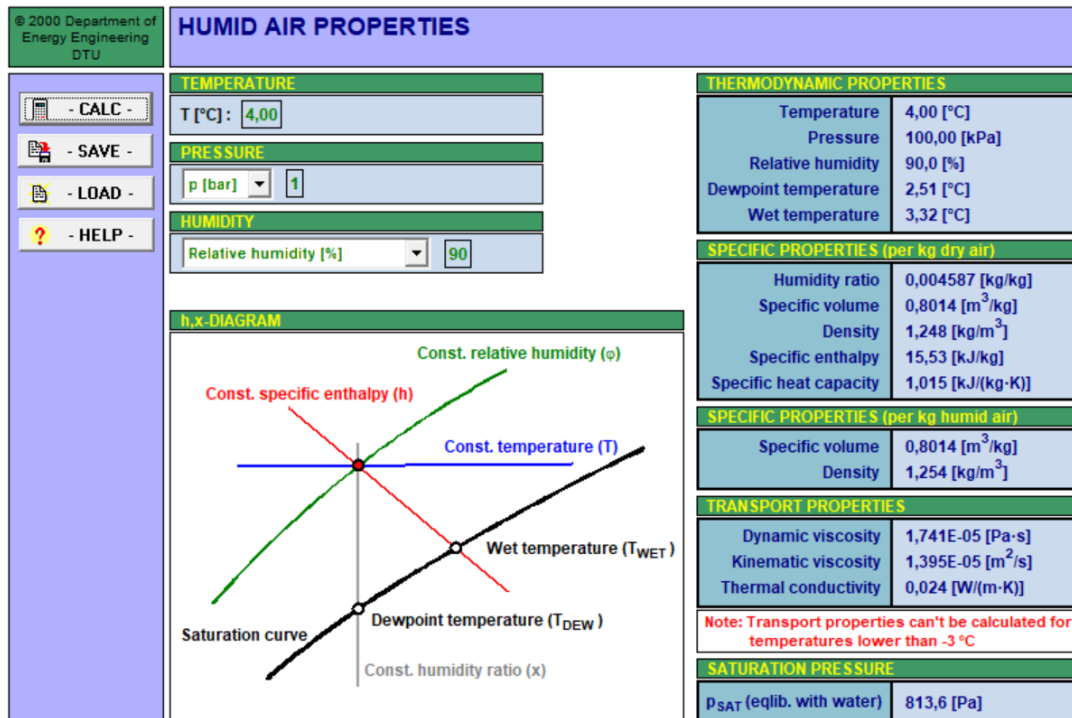 © 2000 Department of
Energy Engineering
DTU
HUMID AIR PROPERTIES
- CALC -
- SAVE -
- LOAD -
- HELP -
TEMPERATURE
T [°C] : 4,00
PRESSURE
p [bar] 1
HUMIDITY
Relative humidity [%] 90
h,x-DIAGRAM
Const. relative humidity (φ)
Const. specific enthalpy (h)
Const. temperature (T)
Wet temperature (TWET)
Dewpoint temperature (TDEW)
Saturation curve
Const. humidity ratio (x)
THERMODYNAMIC PROPERTIES
Temperature 4,00 [°C]
Pressure 100,00 [kPa]
Relative humidity 90,0 [%]
Dewpoint temperature 2,51 [°C]
Wet temperature 3,32 [°C]
SPECIFIC PROPERTIES (per kg dry air)
Humidity ratio 0,004587 [kg/kg]
Specific volume 0,8014 [m³/kg]
Density 1,248 [kg/m³]
Specific enthalpy 15,53 [kJ/kg]
Specific heat capacity 1,015 [kJ/(kg·K)]
SPECIFIC PROPERTIES (per kg humid air)
Specific volume 0,8014 [m³/kg]
Density 1,254 [kg/m³]
TRANSPORT PROPERTIES
Dynamic viscosity 1,741E-05 [Pa·s]
Kinematic viscosity 1,395E-05 [m²/s]
Thermal conductivity 0,024 [W/(m·K)]
Note: Transport properties can't be calculated for
temperatures lower than -3 °C
SATURATION PRESSURE
pSAT (eqlib. with water) 813,6 [Pa]